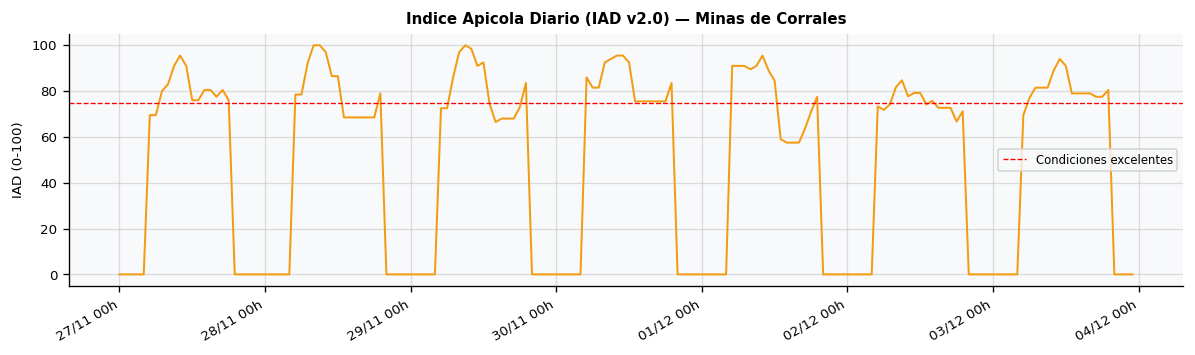 Indice Apicola Diario (IAD v2.0) — Minas de Corrales
IAD (0-100)
100
80
60
40
20
0
Condiciones excelentes
27/11 00h
28/11 00h
29/11 00h
30/11 00h
01/12 00h
02/12 00h
03/12 00h
04/12 00h